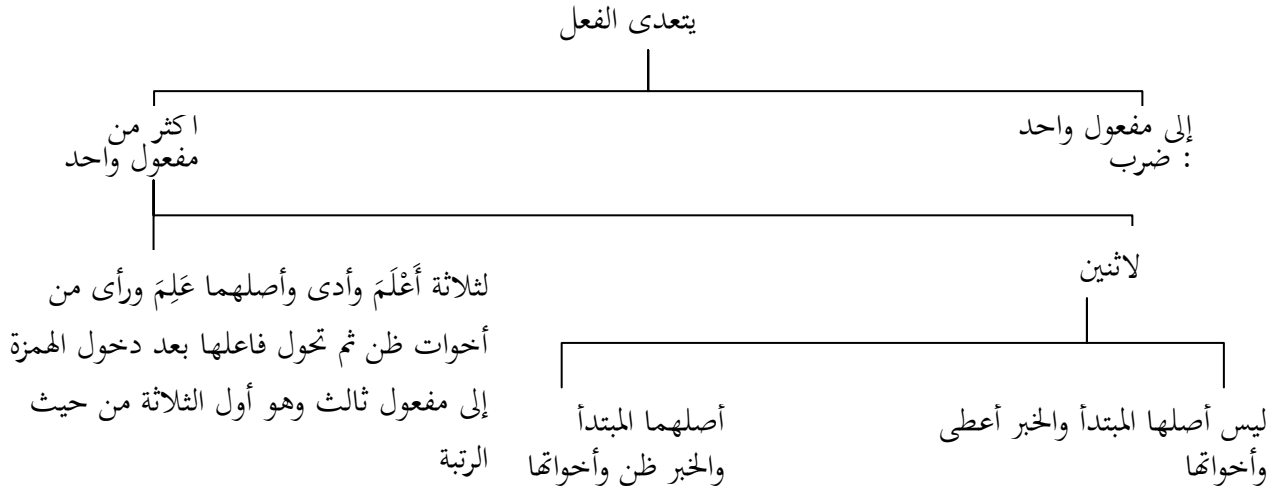 يتعدى الفعل
إلى مفعول واحد
: ضرب
اكثر من
مفعول واحد
لاثنين
لثلاثة أَعْلَمَ وأدى وأصلهما عَلِمَ ورأى من
أخوات ظن ثم تحول فاعلها بعد دخول الهمزة
إلى مفعول ثالث وهو أول الثلاثة من حيث
الرتبة
ليس أصلها المبتدأ والخبر أعطى
وأخواتها
أصلهما المبتدأ
والخبر ظن وأخواتها